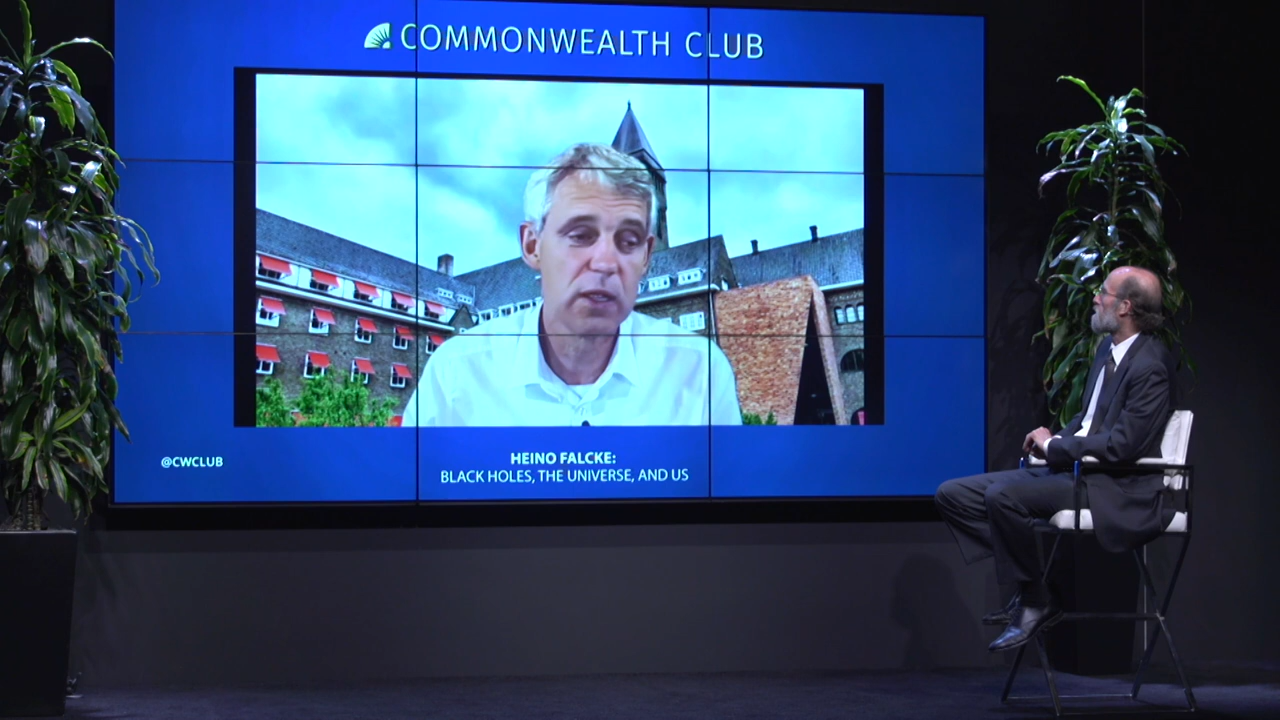 COMMONWEALTH CLUB
@CWCLUB
HEINO FALCKE:
BLACK HOLES, THE UNIVERSE, AND US